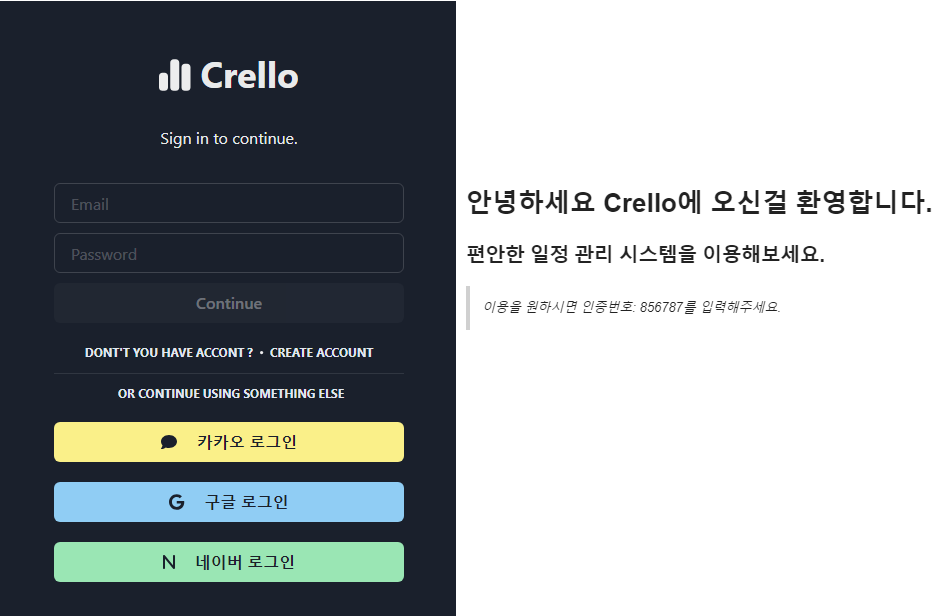 Crello
Sign in to continue.
Email
Password
Continue
DONT'T YOU HAVE ACCONT ? • CREATE ACCOUNT
OR CONTINUE USING SOMETHING ELSE
카카오 로그인
G 구글 로그인
N 네이버 로그인
안녕하세요 Crello에 오신걸 환영합니다.
편안한 일정 관리 시스템을 이용해보세요.
이용을 원하시면 인증번호: 856787를 입력해주세요.